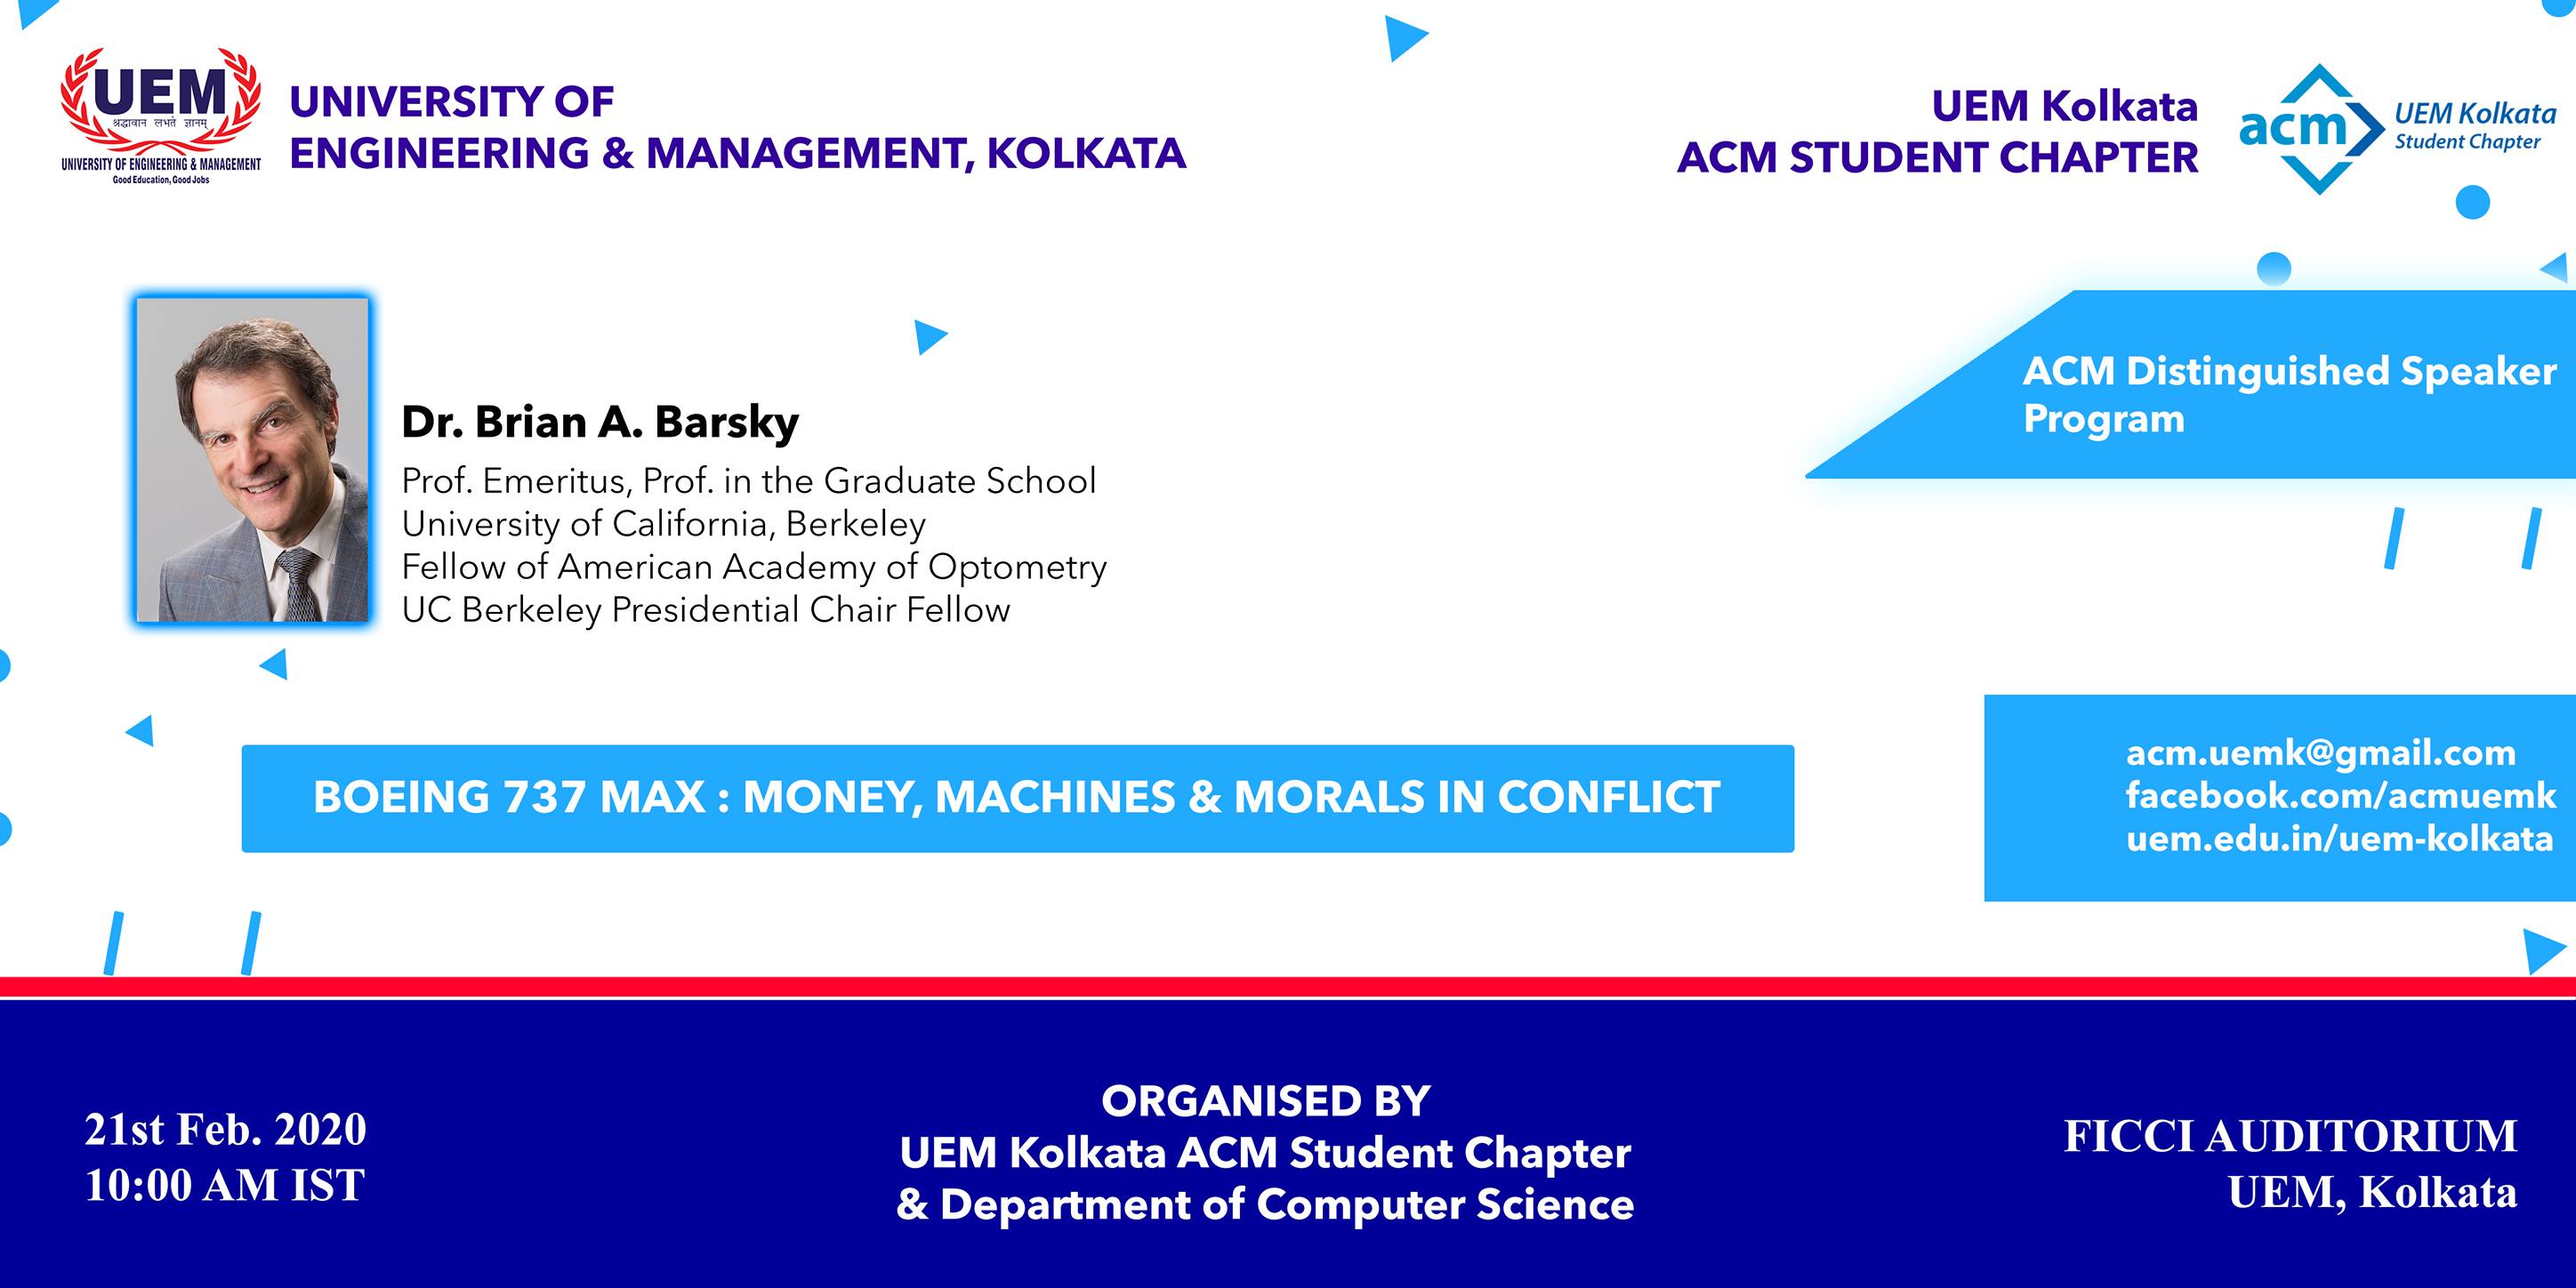 UEM
श्रद्धावान लभते ज्ञानम्
UNIVERSITY OF ENGINEERING & MANAGEMENT
Good Education, Good Jobs
UNIVERSITY OF
ENGINEERING & MANAGEMENT, KOLKATA
UEM Kolkata
ACM STUDENT CHAPTER
acm
UEM Kolkata
Student Chapter
ACM Distinguished Speaker
Program
Dr. Brian A. Barsky
Prof. Emeritus, Prof. in the Graduate School
University of California, Berkeley
Fellow of American Academy of Optometry
UC Berkeley Presidential Chair Fellow
BOEING 737 MAX : MONEY, MACHINES & MORALS IN CONFLICT
acm.uemk@gmail.com
facebook.com/acmuemk
uem.edu.in/uem-kolkata
21st Feb. 2020
10:00 AM IST
ORGANISED BY
UEM Kolkata ACM Student Chapter
& Department of Computer Science
FICCI AUDITORIUM
UEM, Kolkata